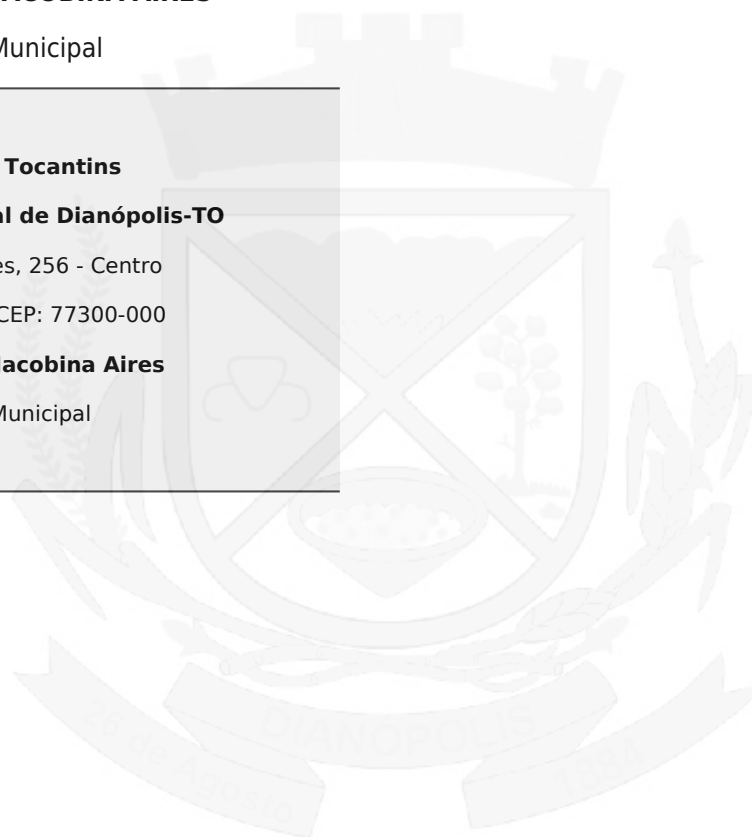 Municipal
Tocantins
al de Dianópolis-TO
es, 256 - Centro
CEP: 77300-000
Jacobina Aires
Municipal
26 de Agosto
DIANOPOLIS
1884